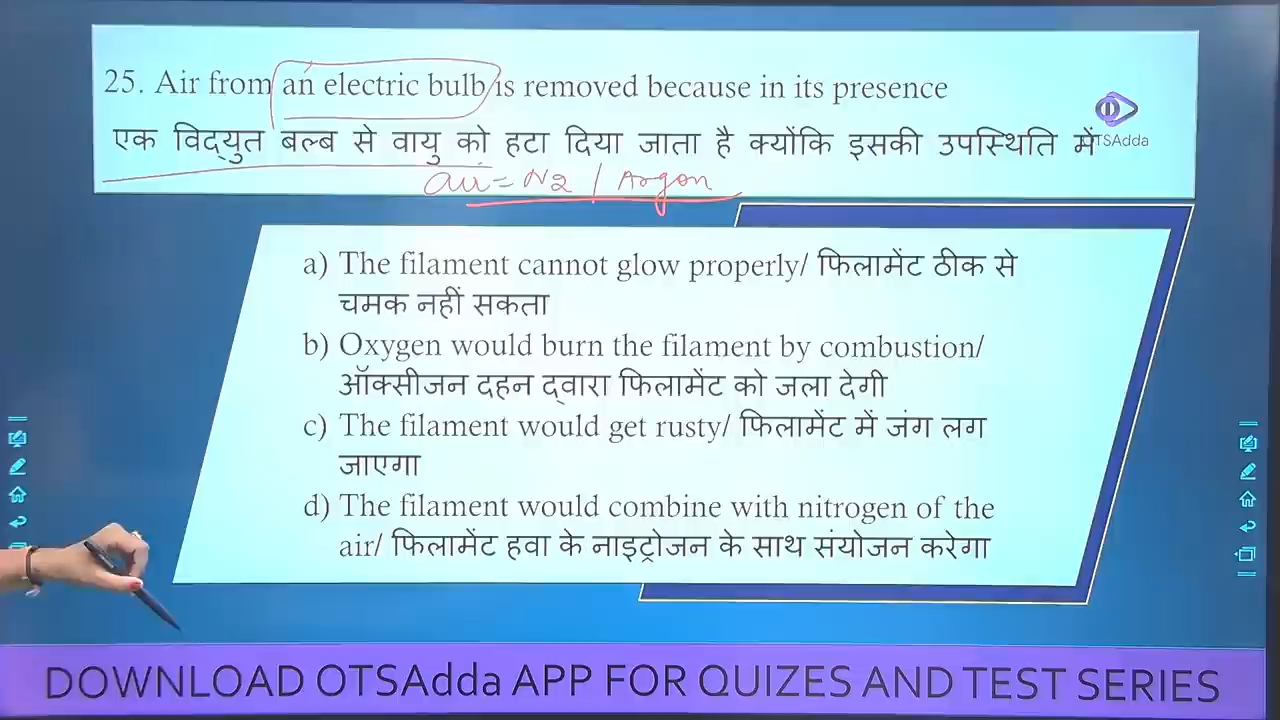 25. Air from an electric bulb is removed because in its presence
एक विद्युत बल्ब से वायु को हटा दिया जाता है क्योंकि इसकी उपस्थिति में
TSAdda
air = N2 / Argon
a) The filament cannot glow properly/ फिलामेंट ठीक से
चमक नहीं सकता
b) Oxygen would burn the filament by combustion/
ऑक्सीजन दहन द्वारा फिलामेंट को जला देगी
c) The filament would get rusty/ फिलामेंट में जंग लग
जाएगा
d) The filament would combine with nitrogen of the
air/ फिलामेंट हवा के नाइट्रोजन के साथ संयोजन करेगा
DOWNLOAD OTSAdda APP FOR QUIZES AND TEST SERIES